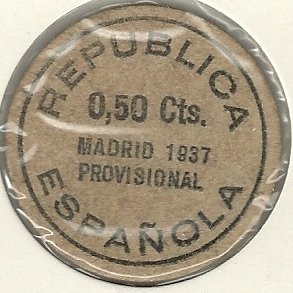 REPUBLICA
0,50 Cts.
MADRID 1937
PROVISIONAL
ESPAÑOLA